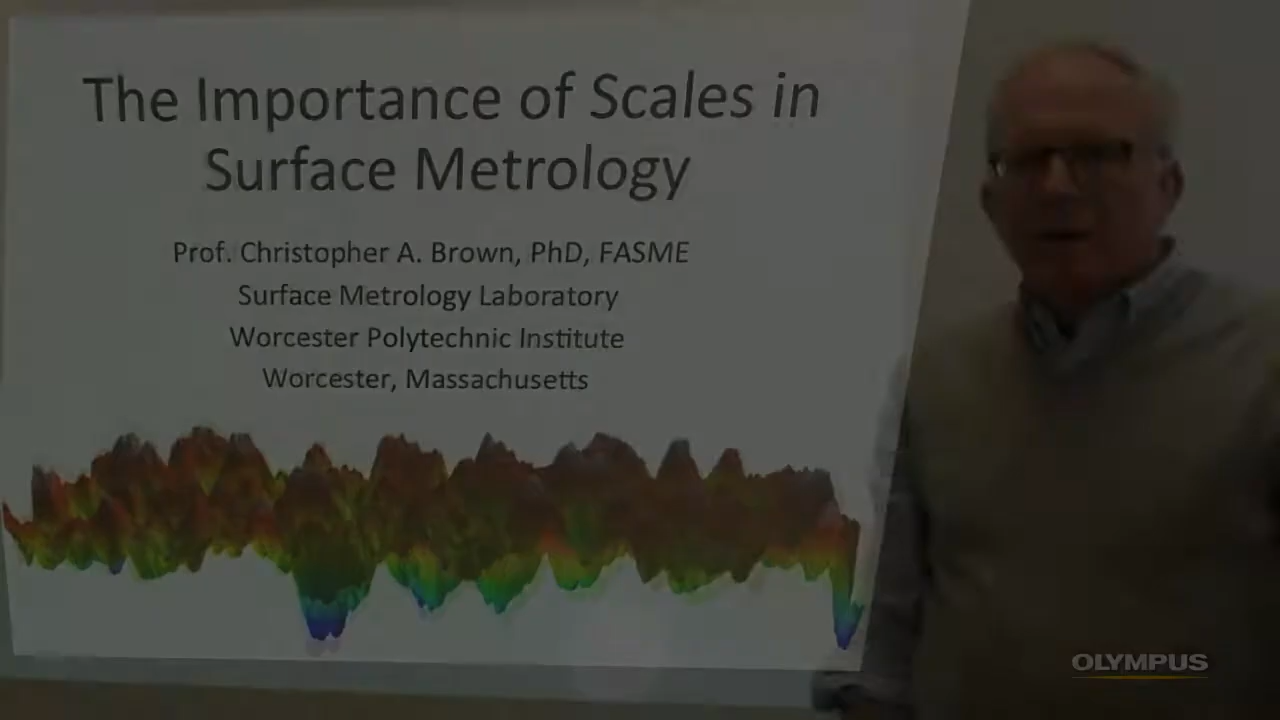 The Importance of Scales in
Surface Metrology
Prof. Christopher A. Brown, PhD, FASME
Surface Metrology Laboratory
Worcester Polytechnic Institute
Worcester, Massachusetts
OLYMPUS